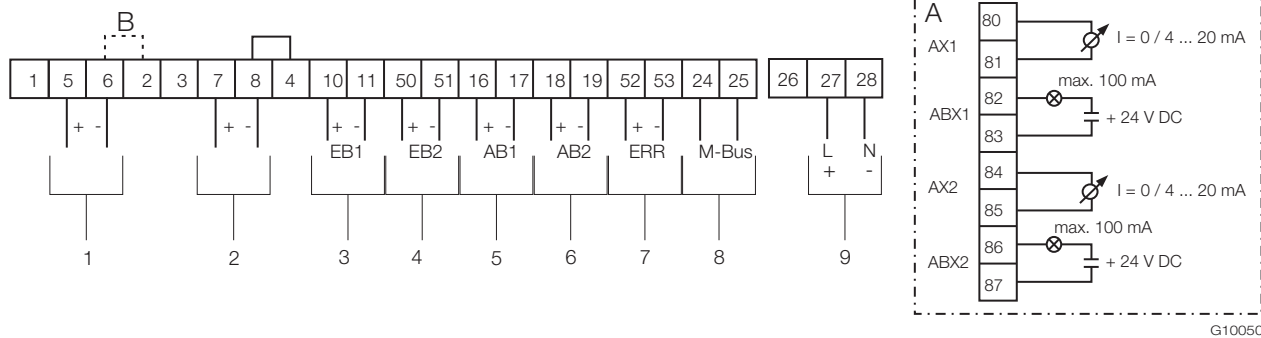 B
1 5 6 2 3 7 8 4 10 11 50 51 16 17 18 19 52 53 24 25 26 27 28
+ - + - + - + - + - + - + -
EB1 EB2 AB1 AB2 ERR M-Bus L N
+ -
1 2 3 4 5 6 7 8 9
A
80
AX1
I = 0 / 4 ... 20 mA
81
max. 100 mA
82
ABX1
+ 24 V DC
83
84
AX2
I = 0 / 4 ... 20 mA
85
max. 100 mA
86
ABX2
+ 24 V DC
87
G10050